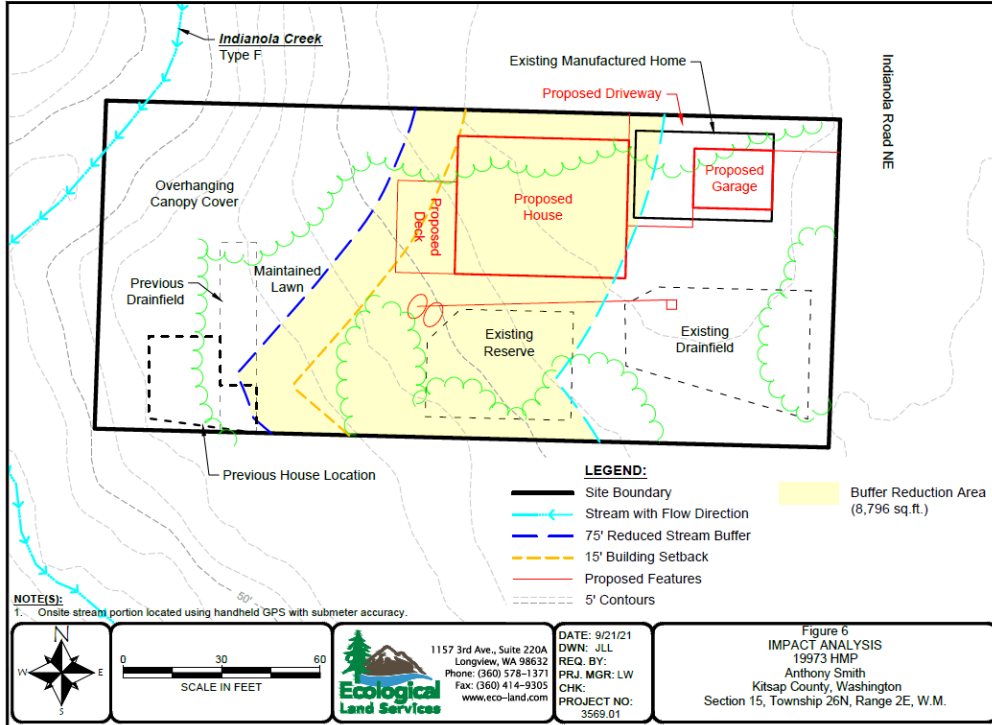 Indianola Creek
Type F
Existing Manufactured Home
Proposed Driveway
Indianola Road NE
Overhanging
Canopy Cover
Proposed
Garage
Proposed
House
Proposed
Deck
Previous
Drainfield
Maintained
Lawn
Existing
Reserve
Existing
Drainfield
Previous House Location
LEGEND:
Site Boundary
Stream with Flow Direction
75' Reduced Stream Buffer
15' Building Setback
Proposed Features
5' Contours
Buffer Reduction Area
(8,796 sq.ft.)
50'
NOTE(S):
1. Onsite stream portion located using handheld GPS with submeter accuracy.
N
W E
S
0 30 60
SCALE IN FEET
Ecological
Land Services
1157 3rd Ave., Suite 220A
Longview, WA 98632
Phone: (360) 578-1371
Fax: (360) 414-9305
www.eco-land.com
DATE: 9/21/21
DWN: JLL
REQ. BY:
PRJ. MGR: LW
CHK:
PROJECT NO:
3569.01
Figure 6
IMPACT ANALYSIS
19973 HMP
Anthony Smith
Kitsap County, Washington
Section 15, Township 26N, Range 2E, W.M.